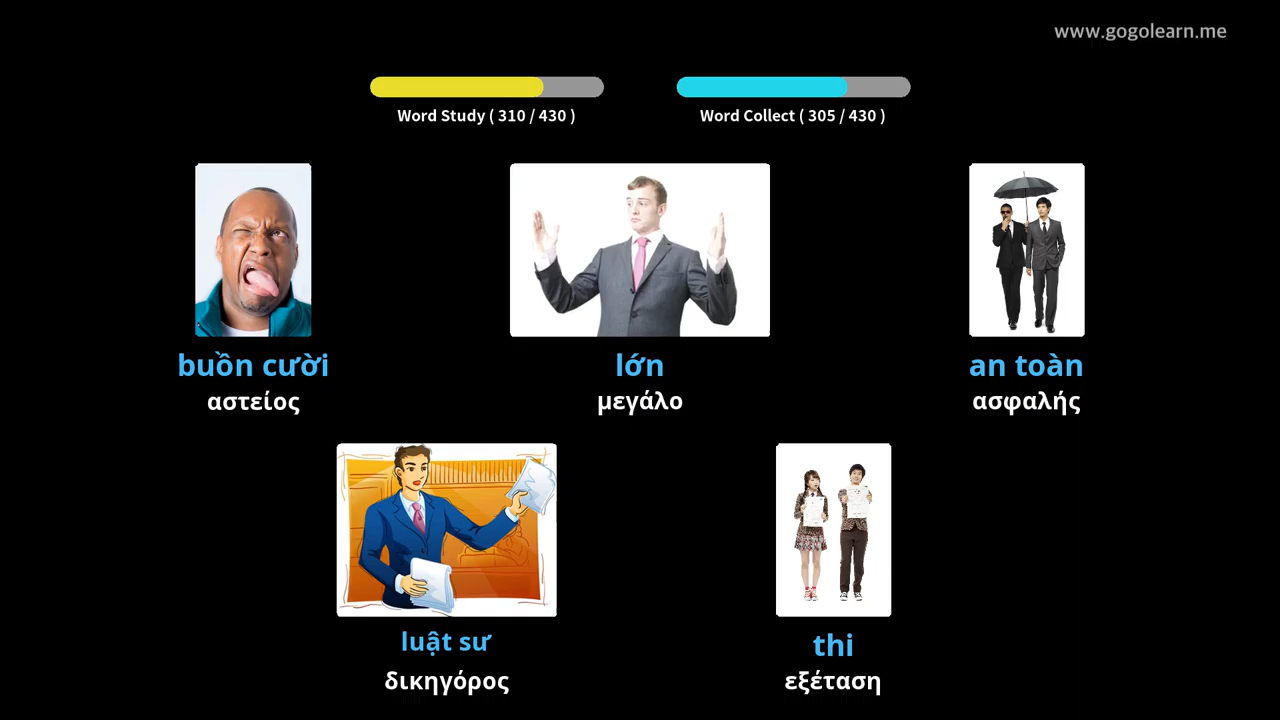 www.gogolearn.me
Word Study ( 310 / 430 )
Word Collect ( 305 / 430 )
buồn cười
αστείος
lớn
μεγάλο
an toàn
ασφαλής
luật sư
δικηγόρος
thi
εξέταση